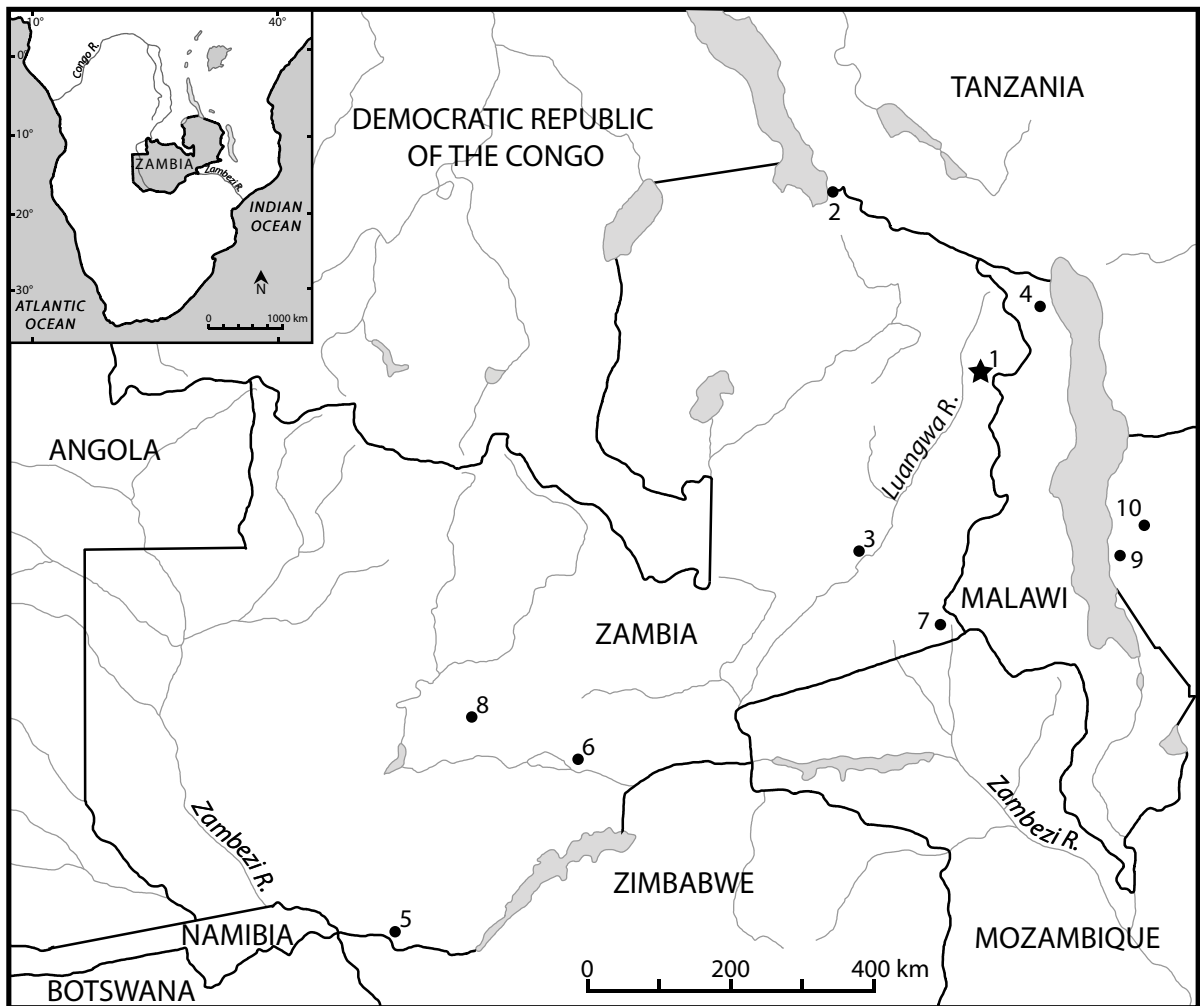 10°
40°
0°
Congo R.
10°
ZAMBIA
Zambezi R.
20°
INDIAN
OCEAN
30°
N
ATLANTIC
OCEAN
0
1000 km
TANZANIA
DEMOCRATIC REPUBLIC
OF THE CONGO
2
4
1
ANGOLA
Luangwa R.
10
3
9
MALAWI
7
ZAMBIA
8
6
Zambezi R.
Zambezi R.
ZIMBABWE
5
NAMIBIA
MOZAMBIQUE
0
200
400 km
BOTSWANA